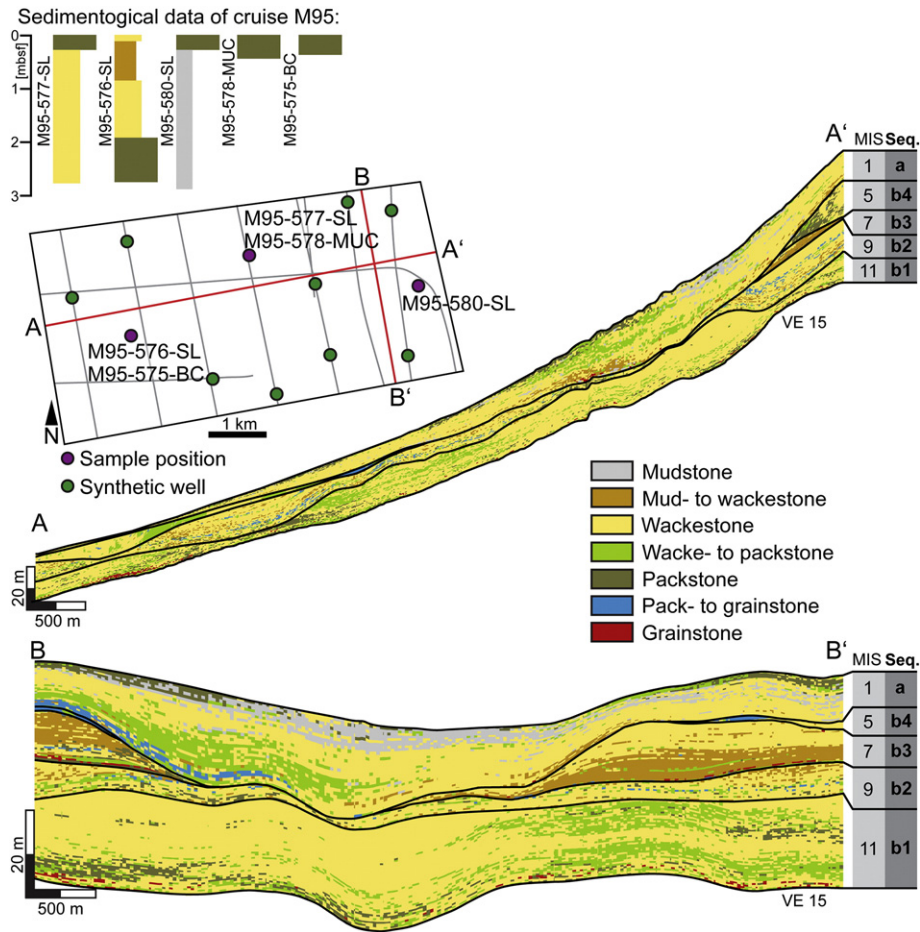 Sedimentogical data of cruise M95:
0
1
2
3
[mbsf]
M95-577-SL
M95-576-SL
M95-580-SL
M95-578-MUC
M95-575-BC
B
M95-577-SL
M95-578-MUC
A'
A
M95-580-SL
M95-576-SL
M95-575-BC
B'
N
1 km
Sample position
Synthetic well
A'
MIS Seq.
1 a
5 b4
7 b3
9 b2
11 b1
VE 15
A
20 m
500 m
Mudstone
Mud- to wackestone
Wackestone
Wacke- to packstone
Packstone
Pack- to grainstone
Grainstone
B
B'
MIS Seq.
1 a
5 b4
7 b3
9 b2
11 b1
20 m
500 m
VE 15